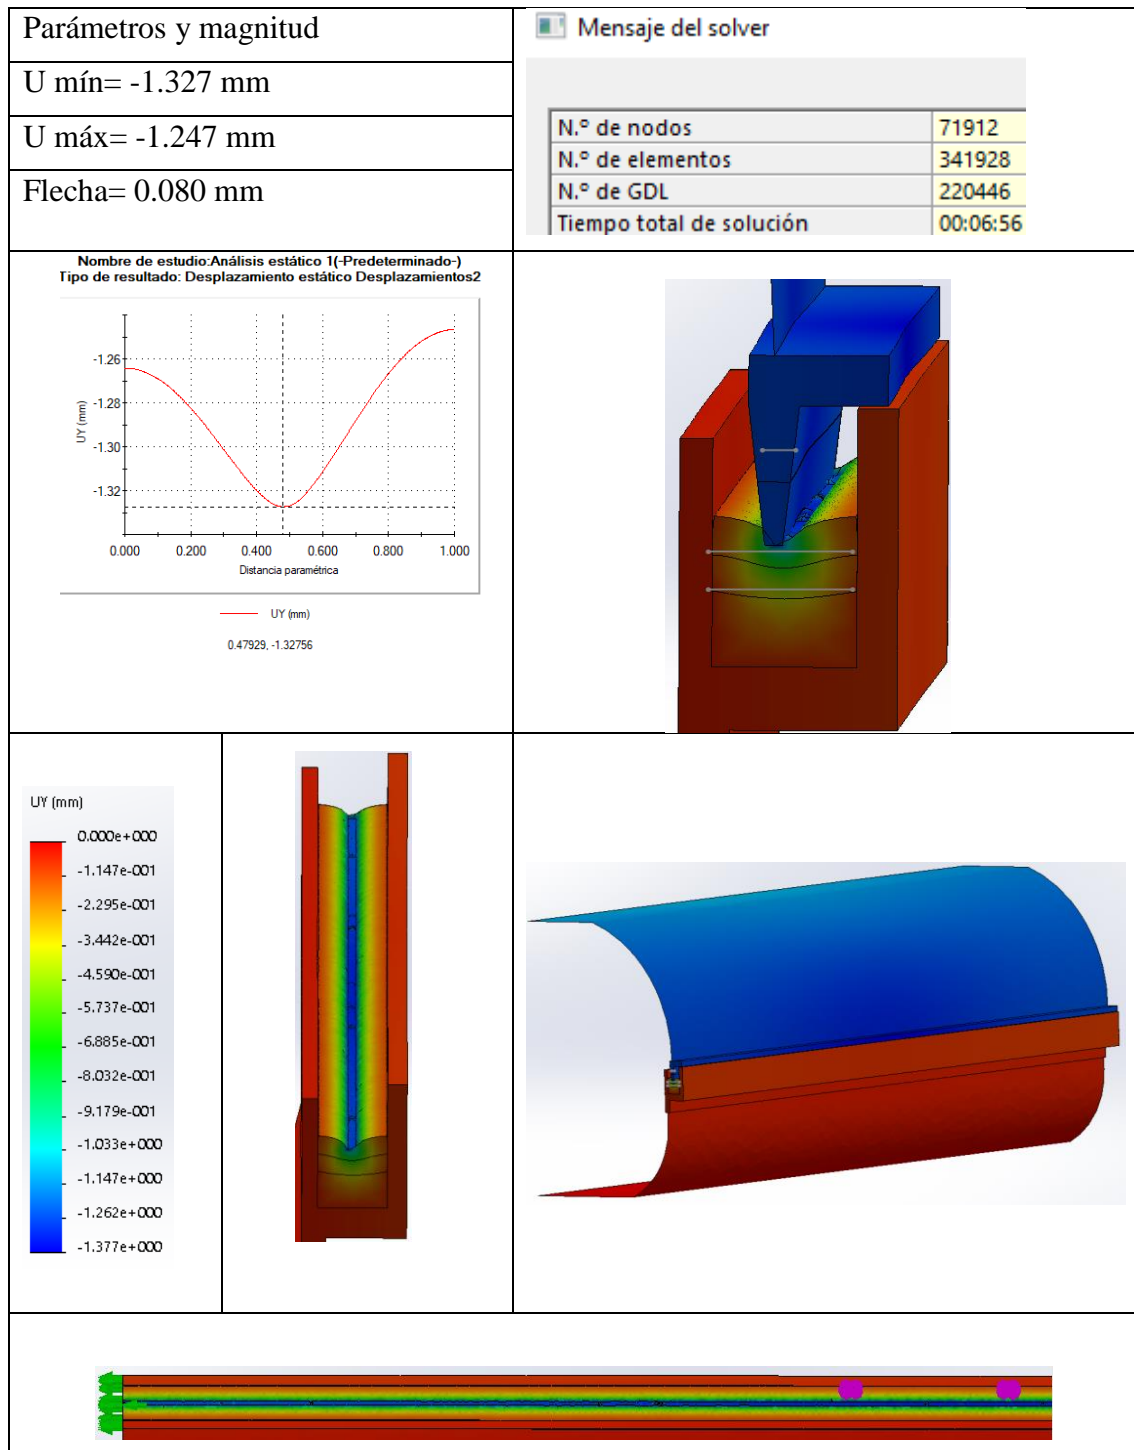 Parámetros y magnitud
U mín= -1.327 mm
U máx= -1.247 mm
Flecha= 0.080 mm
Mensaje del solver
N.º de nodos 71912
N.º de elementos 341928
N.º de GDL 220446
Tiempo total de solución 00:06:56
Nombre de estudio:Análisis estático 1(-Predeterminado-)
Tipo de resultado: Desplazamiento estático Desplazamientos2
-1.26
-1.28
-1.30
-1.32
UY (mm)
0.000 0.200 0.400 0.600 0.800 1.000
Distancia paramétrica
UY (mm)
0.47929, -1.32756
UY (mm)
0.000e+000
-1.147e-001
-2.295e-001
-3.442e-001
-4.590e-001
-5.737e-001
-6.885e-001
-8.032e-001
-9.179e-001
-1.033e+000
-1.147e+000
-1.262e+000
-1.377e+000